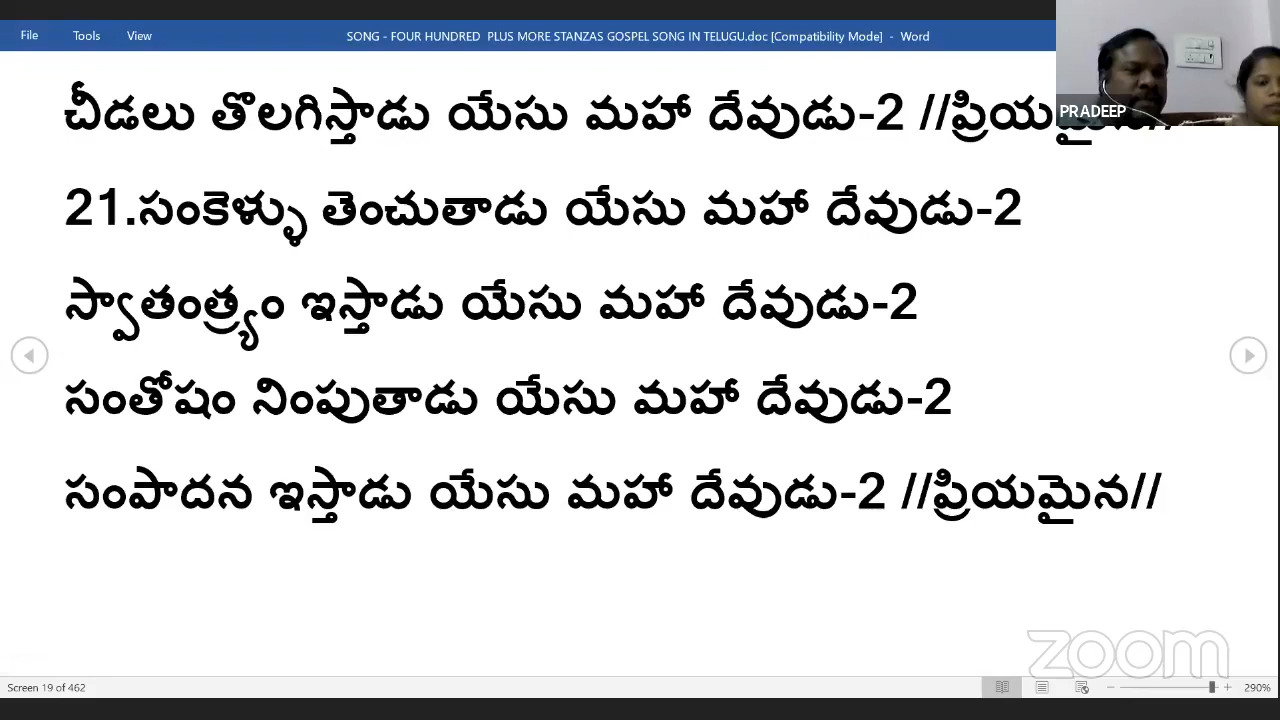 File Tools View SONG - FOUR HUNDRED  PLUS MORE STANZAS GOSPEL SONG IN TELUGU.doc [Compatibility Mode] - Word
చీడలు తొలగిస్తాడు యేసు మహా దేవుడు-2 //ప్రియమైన//
PRADEEP
21.సంకెళ్ళు తెంచుతాడు యేసు మహా దేవుడు-2
స్వాతంత్ర్యం ఇస్తాడు యేసు మహా దేవుడు-2
సంతోషం నింపుతాడు యేసు మహా దేవుడు-2
సంపాదన ఇస్తాడు యేసు మహా దేవుడు-2 //ప్రియమైన//
zoom
Screen 19 of 462 290%